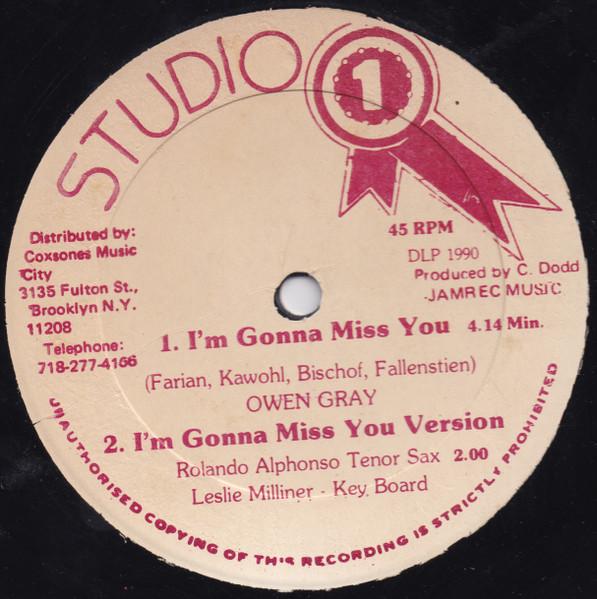 STUDIO 1
Distributed by:
Coxsones Music
City
3135 Fulton St.,
Brooklyn N.Y.
11208
Telephone:
718-277-4166
45 RPM
DLP 1990
Produced by C. Dodd
JAMREC MUSIC
1. I'm Gonna Miss You 4.14 Min.
(Farian, Kawohl, Bischof, Fallenstien)
OWEN GRAY
2. I'm Gonna Miss You Version
Rolando Alphonso Tenor Sax 2.00
Leslie Milliner - Key Board
UNAUTHORISED COPYING OF THIS RECORDING IS STRICTLY PROHIBITED